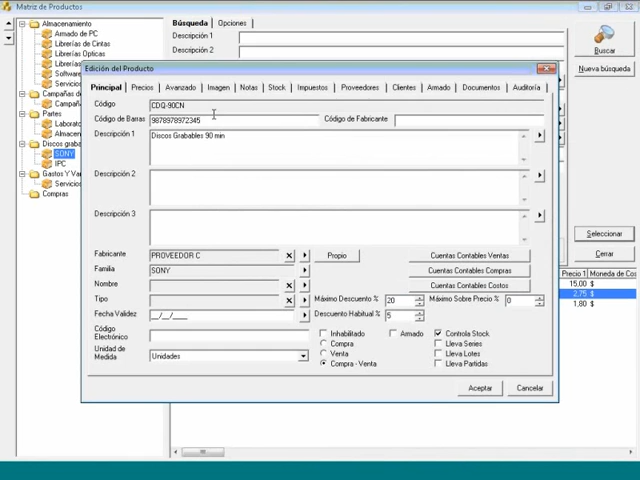 Matriz de Productos
Almacenamiento
Armado de PC
Librerías de Cintas
Librerías Opticas
Software
Servicios
Campañas de
Campaña
Partes
Laborato
Almacen
Discos graba
SONY
IPC
Gastos Y Var
Servicios
Compras
Búsqueda
Opciones
Descripción 1
Descripción 2
Buscar
Nueva búsqueda
Seleccionar
Cerrar
Precio 1 Moneda de Cos
15,00 $
2,75 $
1,80 $
Edición del Producto
Principal Precios Avanzado Imagen Notas Stock Impuestos Proveedores Clientes Armado Documentos Auditoría
Código CDQ-90CN
Código de Barras 9878978972345 Código de Fabricante
Descripción 1 Discos Grabables 90 min
Descripción 2
Descripción 3
Fabricante PROVEEDOR C Propio Cuentas Contables Ventas
Familia SONY Cuentas Contables Compras
Nombre Cuentas Contables Costos
Tipo Máximo Descuento % 20 Máximo Sobre Precio % 0
Fecha Validez __/__/____ Descuento Habitual % 5
Código Electrónico
Unidad de Medida Unidades
Inhabilitado Armado Controla Stock
Compra Lleva Series
Venta Lleva Lotes
Compra - Venta Lleva Partidas
Aceptar Cancelar